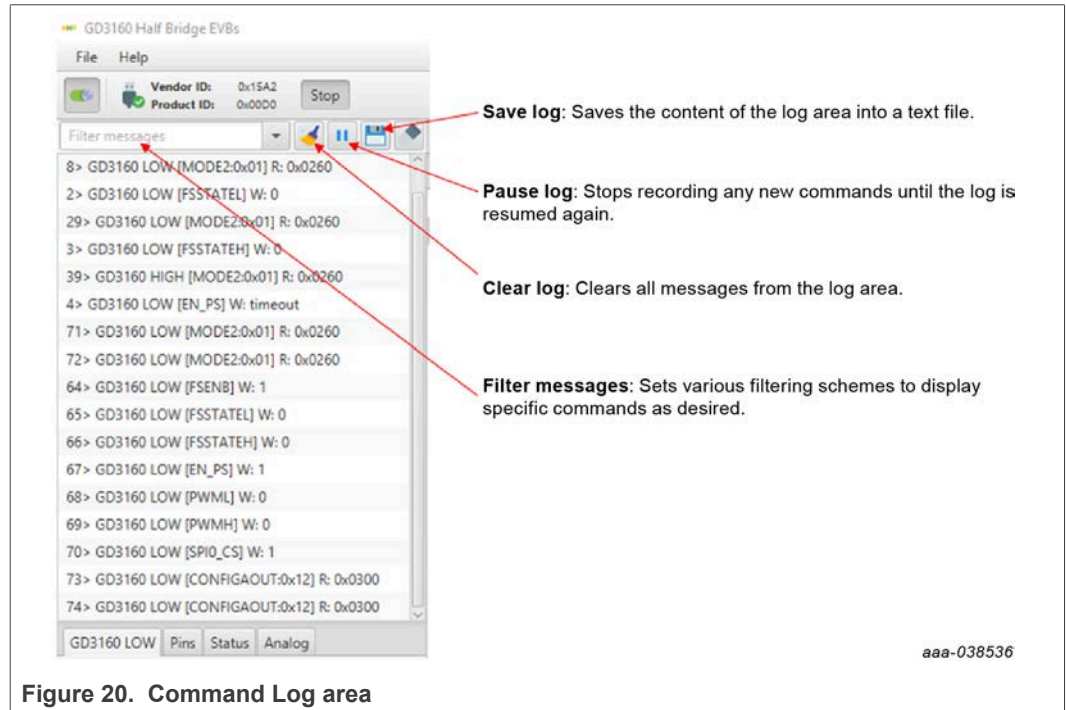 GD3160 Half Bridge EVBs
File Help
Vendor ID: 0x15A2
Product ID: 0x00D0
Stop
Filter messages
8> GD3160 LOW [MODE2:0x01] R: 0x0260
2> GD3160 LOW [FSSTATEL] W: 0
29> GD3160 LOW [MODE2:0x01] R: 0x0260
3> GD3160 LOW [FSSTATEH] W: 0
39> GD3160 HIGH [MODE2:0x01] R: 0x0260
4> GD3160 LOW [EN_PS] W: timeout
71> GD3160 LOW [MODE2:0x01] R: 0x0260
72> GD3160 LOW [MODE2:0x01] R: 0x0260
64> GD3160 LOW [FSENB] W: 1
65> GD3160 LOW [FSSTATEL] W: 0
66> GD3160 LOW [FSSTATEH] W: 0
67> GD3160 LOW [EN_PS] W: 1
68> GD3160 LOW [PWML] W: 0
69> GD3160 LOW [PWMH] W: 0
70> GD3160 LOW [SPI0_CS] W: 1
73> GD3160 LOW [CONFIGAOUT:0x12] R: 0x0300
74> GD3160 LOW [CONFIGAOUT:0x12] R: 0x0300
GD3160 LOW Pins Status Analog
Save log: Saves the content of the log area into a text file.
Pause log: Stops recording any new commands until the log is
resumed again.
Clear log: Clears all messages from the log area.
Filter messages: Sets various filtering schemes to display
specific commands as desired.
aaa-038536
Figure 20. Command Log area